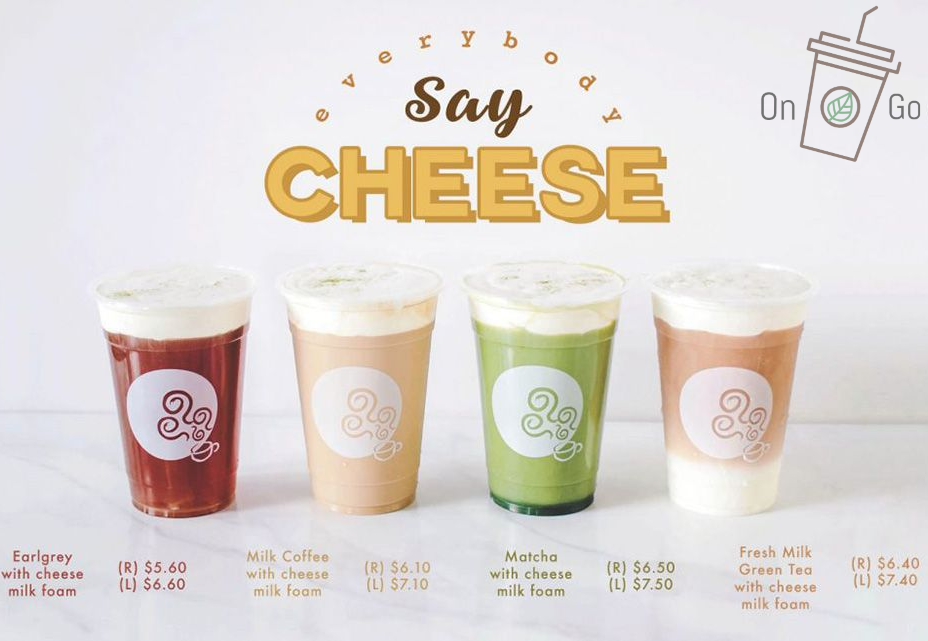 everybody
Say
CHEESE
On Go
Earlgrey
with cheese
milk foam
(R) $5.60
(L) $6.60
Milk Coffee
with cheese
milk foam
(R) $6.10
(L) $7.10
Matcha
with cheese
milk foam
(R) $6.50
(L) $7.50
Fresh Milk
Green Tea
with cheese
milk foam
(R) $6.40
(L) $7.40